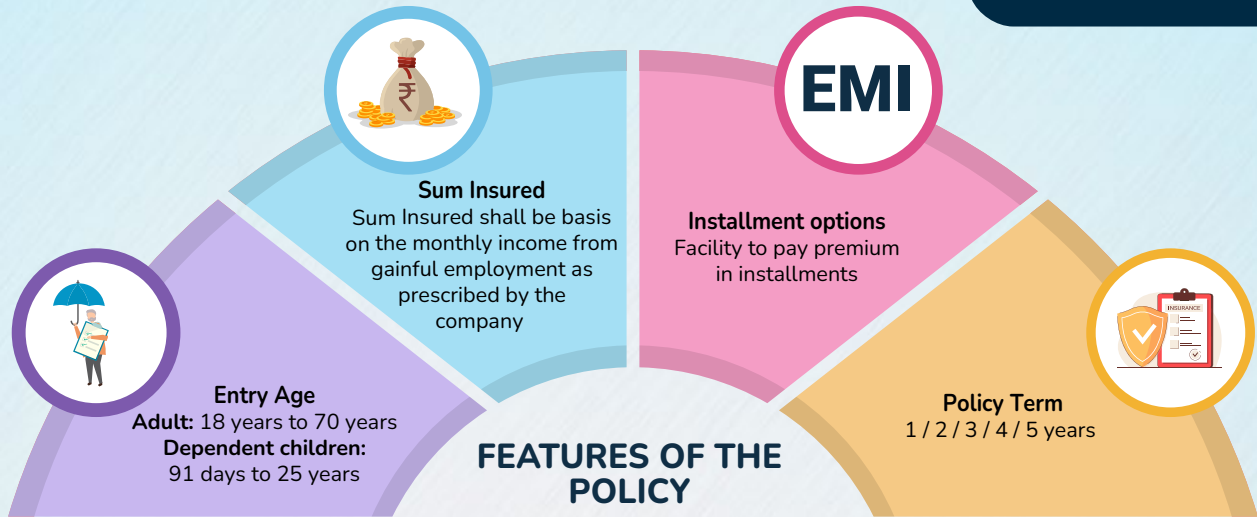 ₹
EMI
Sum Insured
Sum Insured shall be basis
on the monthly income from
gainful employment as
prescribed by the
company
Installment options
Facility to pay premium
in installments
INSURANCE
Entry Age
Adult: 18 years to 70 years
Dependent children:
91 days to 25 years
Policy Term
1 / 2 / 3 / 4 / 5 years
FEATURES OF THE
POLICY